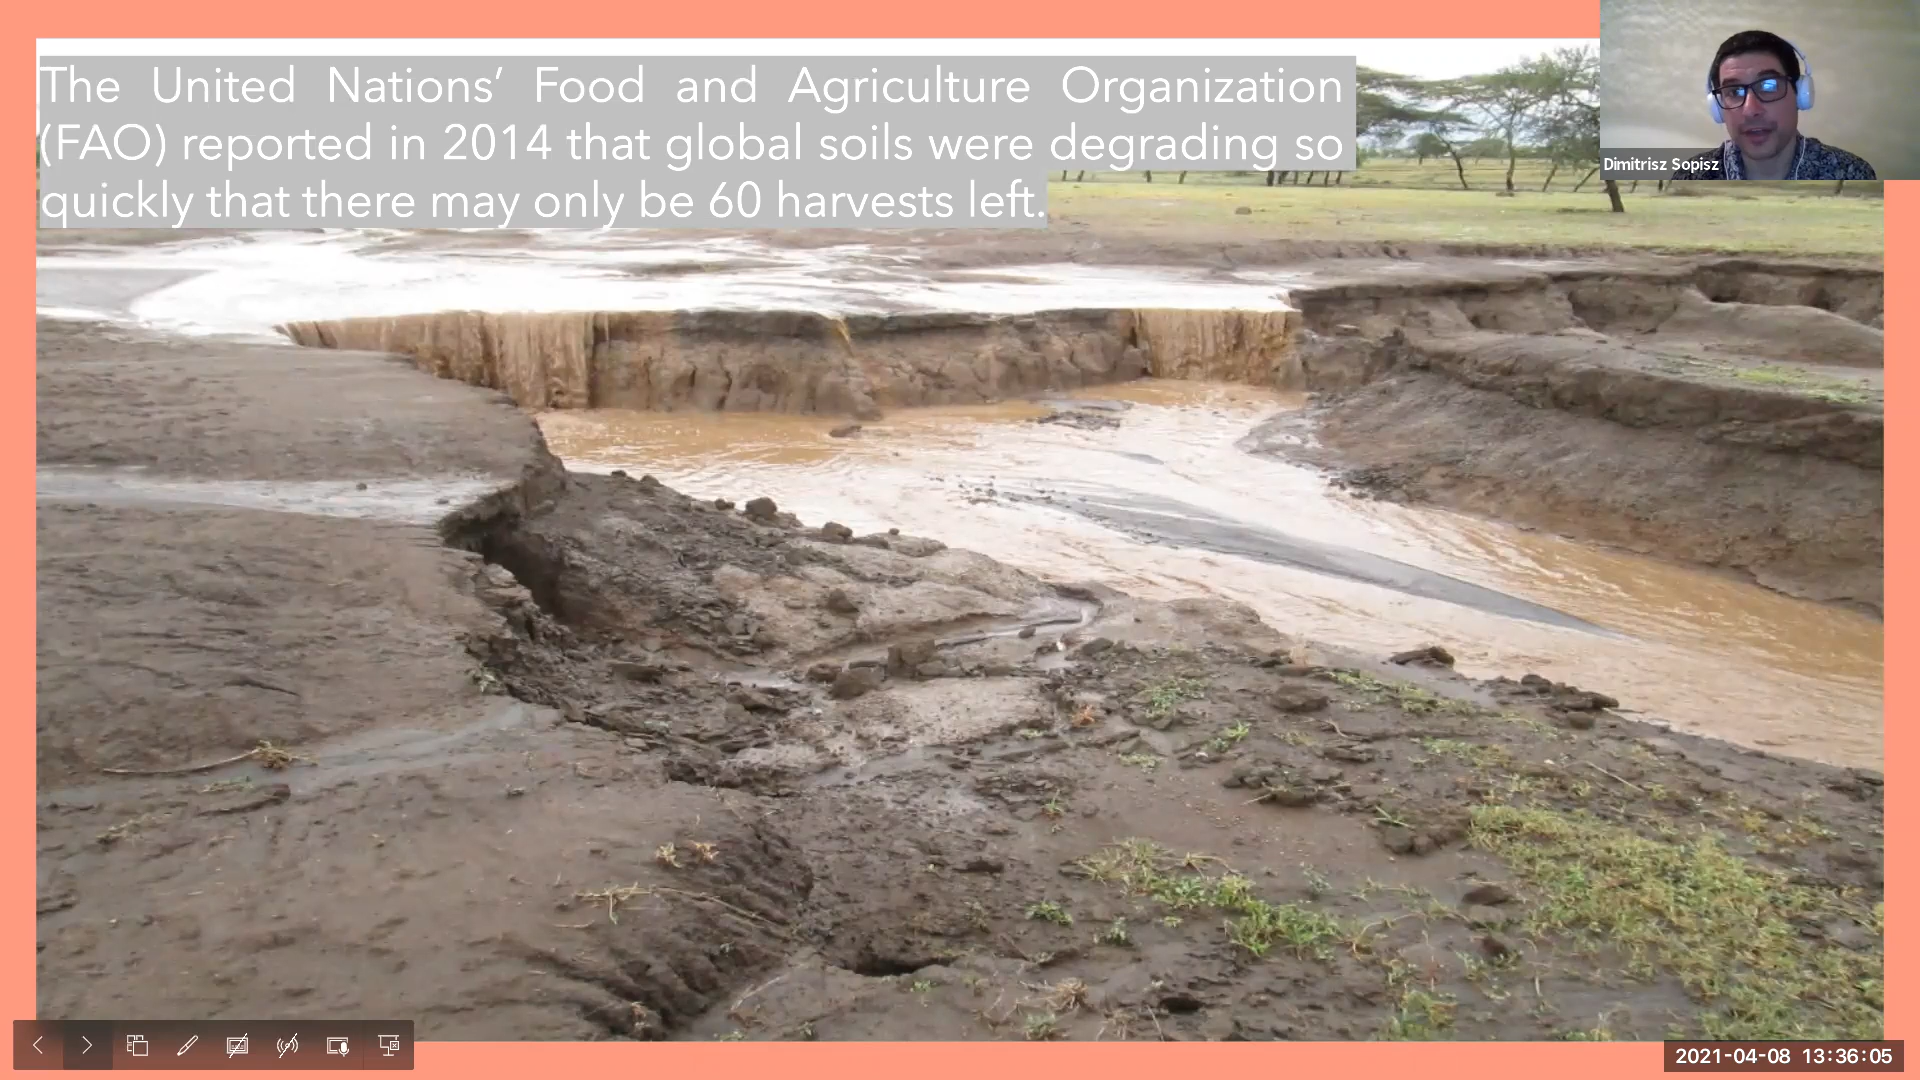 The United Nations’ Food and Agriculture Organization
(FAO) reported in 2014 that global soils were degrading so
quickly that there may only be 60 harvests left.
Dimitrisz Sopisz
2021-04-08 13:36:05